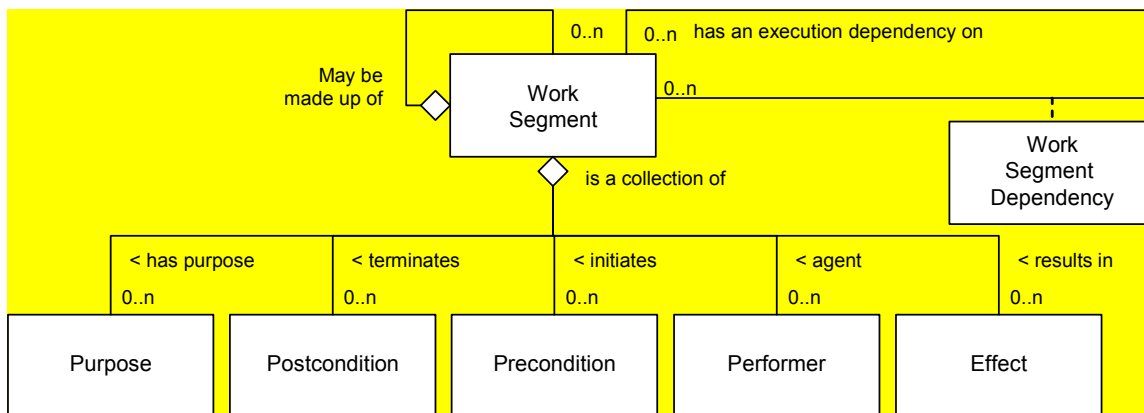 0..n
0..n has an execution dependency on
May be
made up of
Work
Segment
0..n
Work
Segment
Dependency
is a collection of
< has purpose
< terminates
< initiates
< agent
< results in
0..n
0..n
0..n
0..n
0..n
Purpose
Postcondition
Precondition
Performer
Effect